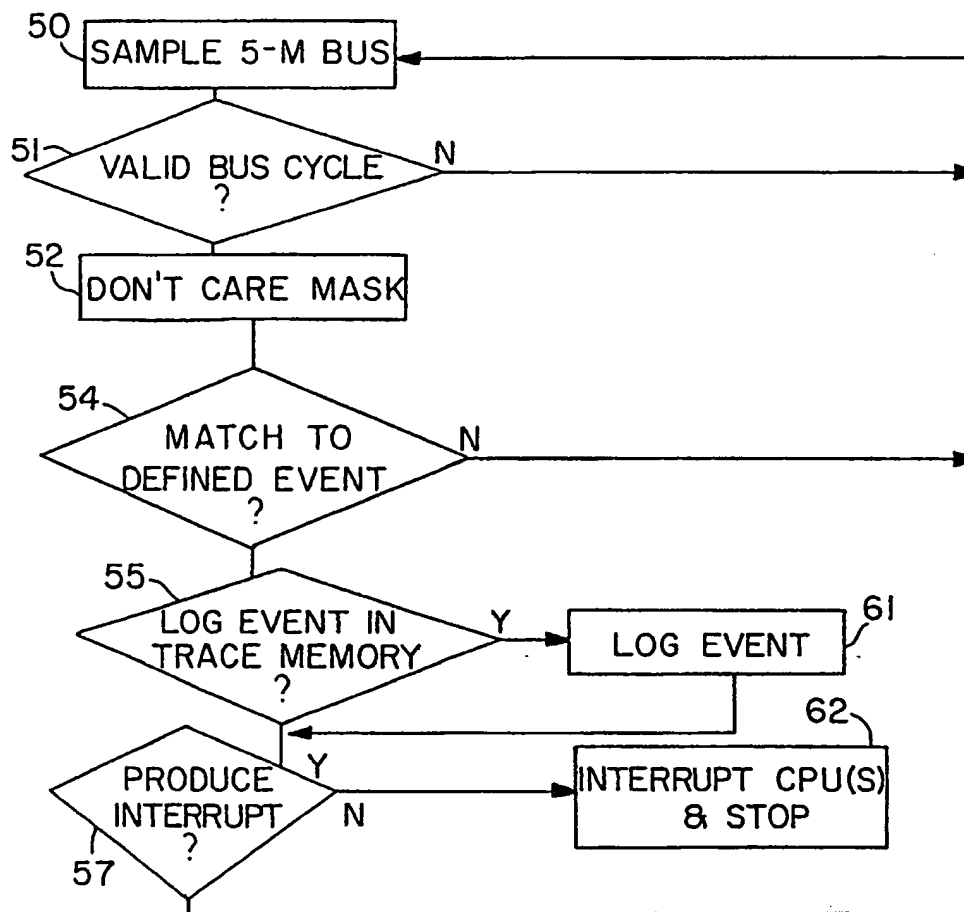 50
SAMPLE 5-M BUS
51
VALID BUS CYCLE
?
N
52
DON'T CARE MASK
54
MATCH TO
DEFINED EVENT
?
N
55
LOG EVENT IN
TRACE MEMORY
?
Y
LOG EVENT
61
62
PRODUCE
INTERRUPT
?
Y
N
INTERRUPT CPU(S)
& STOP
57